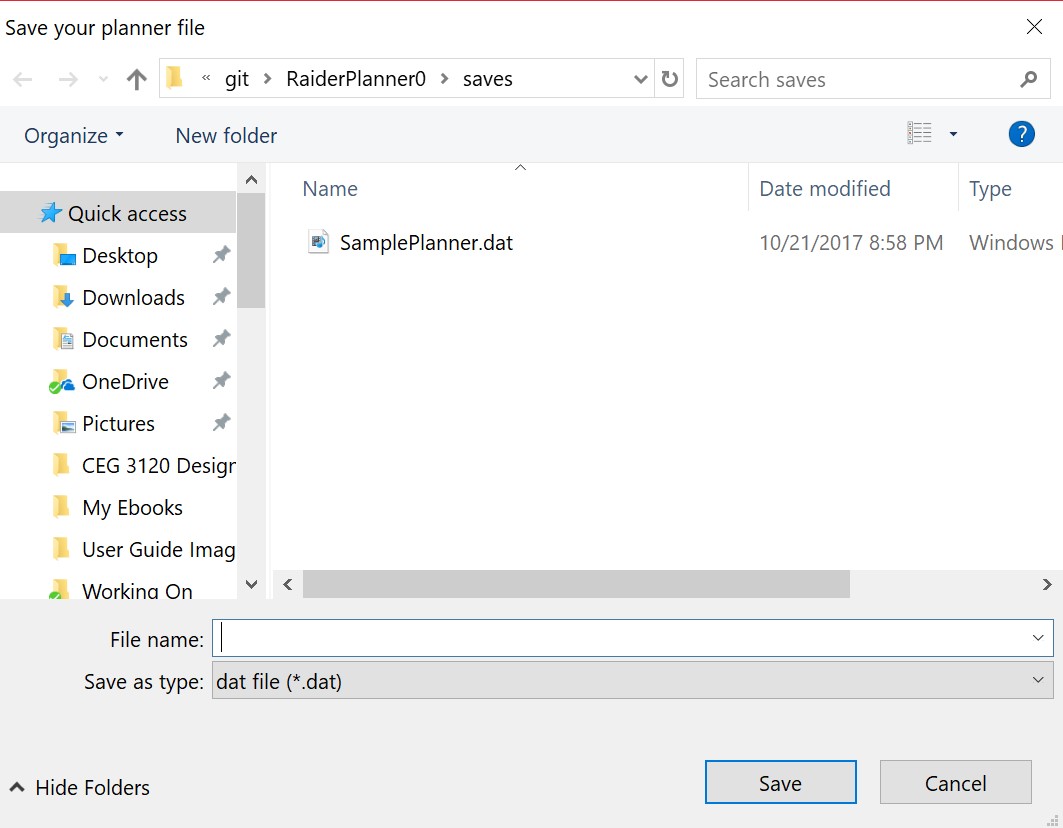 Save your planner file
« git > RaiderPlanner0 > saves
Search saves
Organize
New folder
?
Name
Date modified
Type
Quick access
Desktop
Downloads
Documents
OneDrive
Pictures
CEG 3120 Design
My Ebooks
User Guide Imag
Working On
SamplePlanner.dat
10/21/2017 8:58 PM
Windows
File name:
Save as type:
dat file (*.dat)
Hide Folders
Save
Cancel